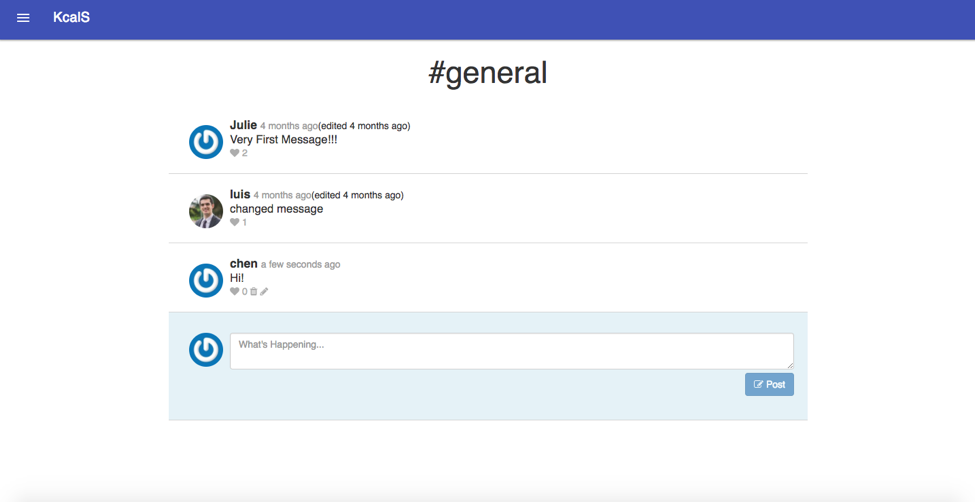 KcalS
#general
Julie 4 months ago(edited 4 months ago)
Very First Message!!!
2
luis 4 months ago(edited 4 months ago)
changed message
1
chen a few seconds ago
Hi!
0
What's Happening...
Post